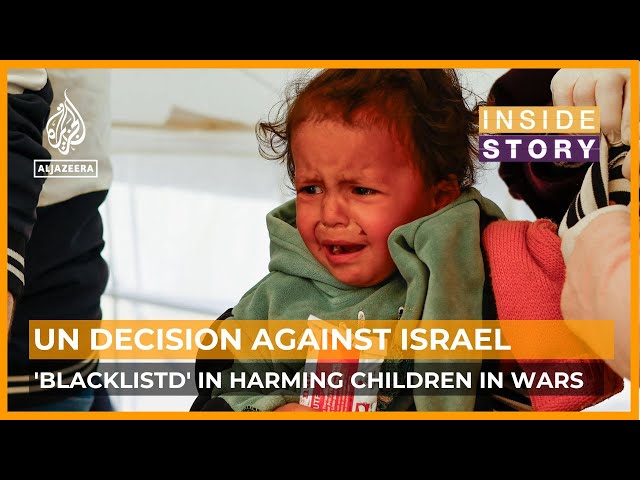 INSIDE
STORY
ALJAZEERA
UN DECISION AGAINST ISRAEL
'BLACKLISTD' IN HARMING CHILDREN IN WARS